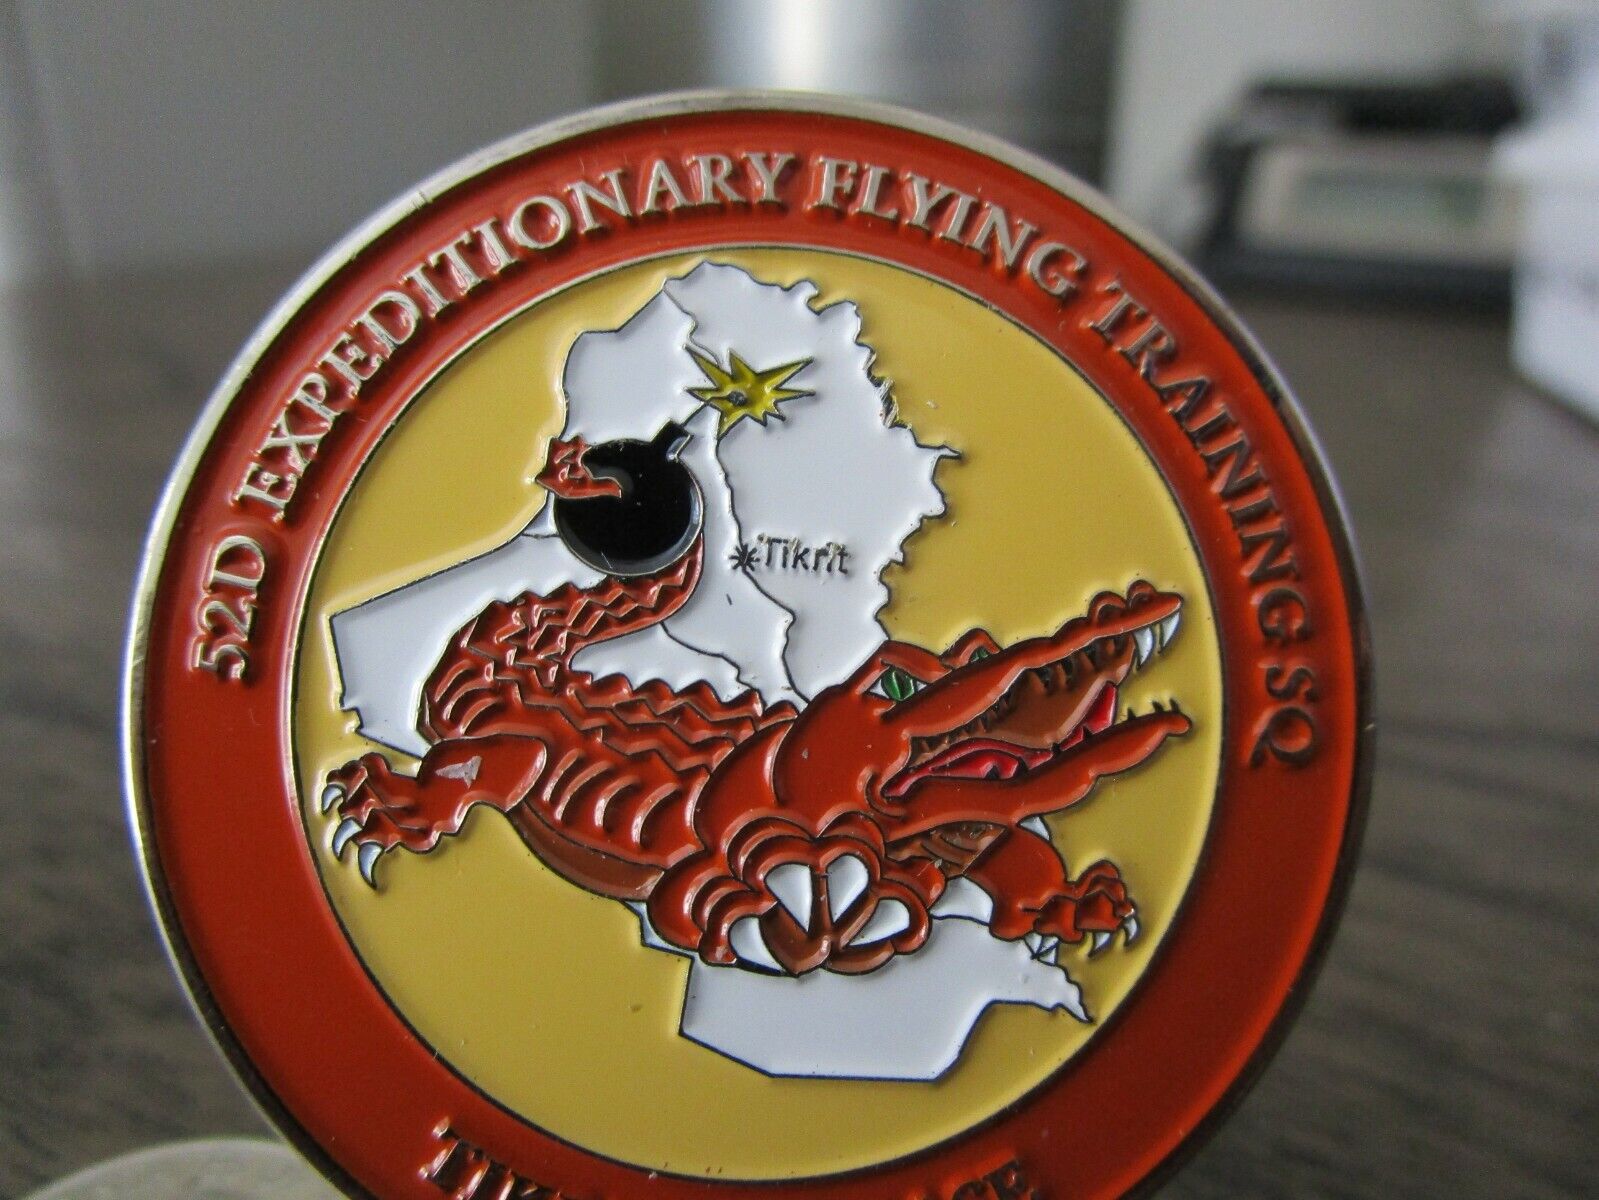 52D EXPEDITIONARY FLYING TRAINING SQ
Tikrit